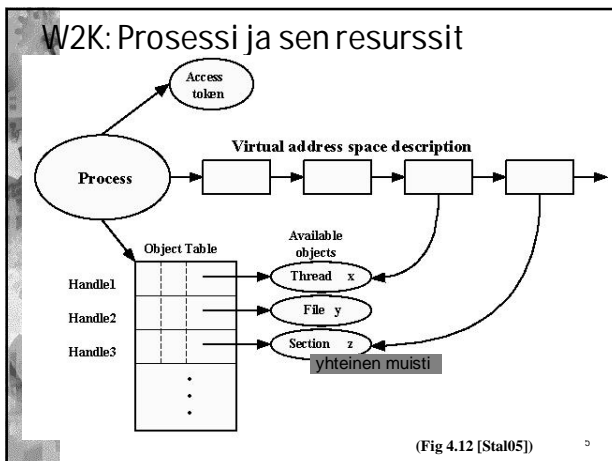 W2K: Prosessi ja sen resurssit
Access
token
Virtual address space description
Process
Object Table
Available
objects
Handle1
Thread x
Handle2
File y
Handle3
Section z
yhteinen muisti
(Fig 4.12 [Stal05])
5